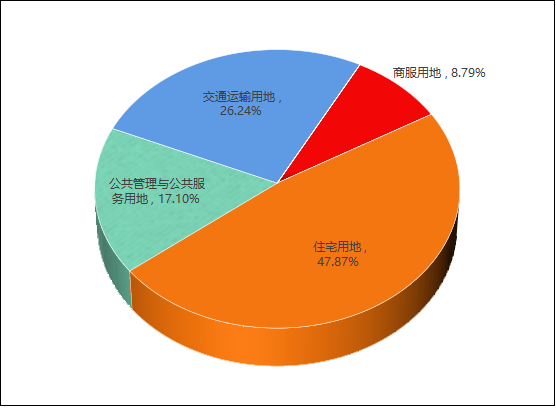 商服用地 , 8.79%
交通运输用地 ,
26.24%
公共管理与公共服
务用地 , 17.10%
住宅用地 ,
47.87%